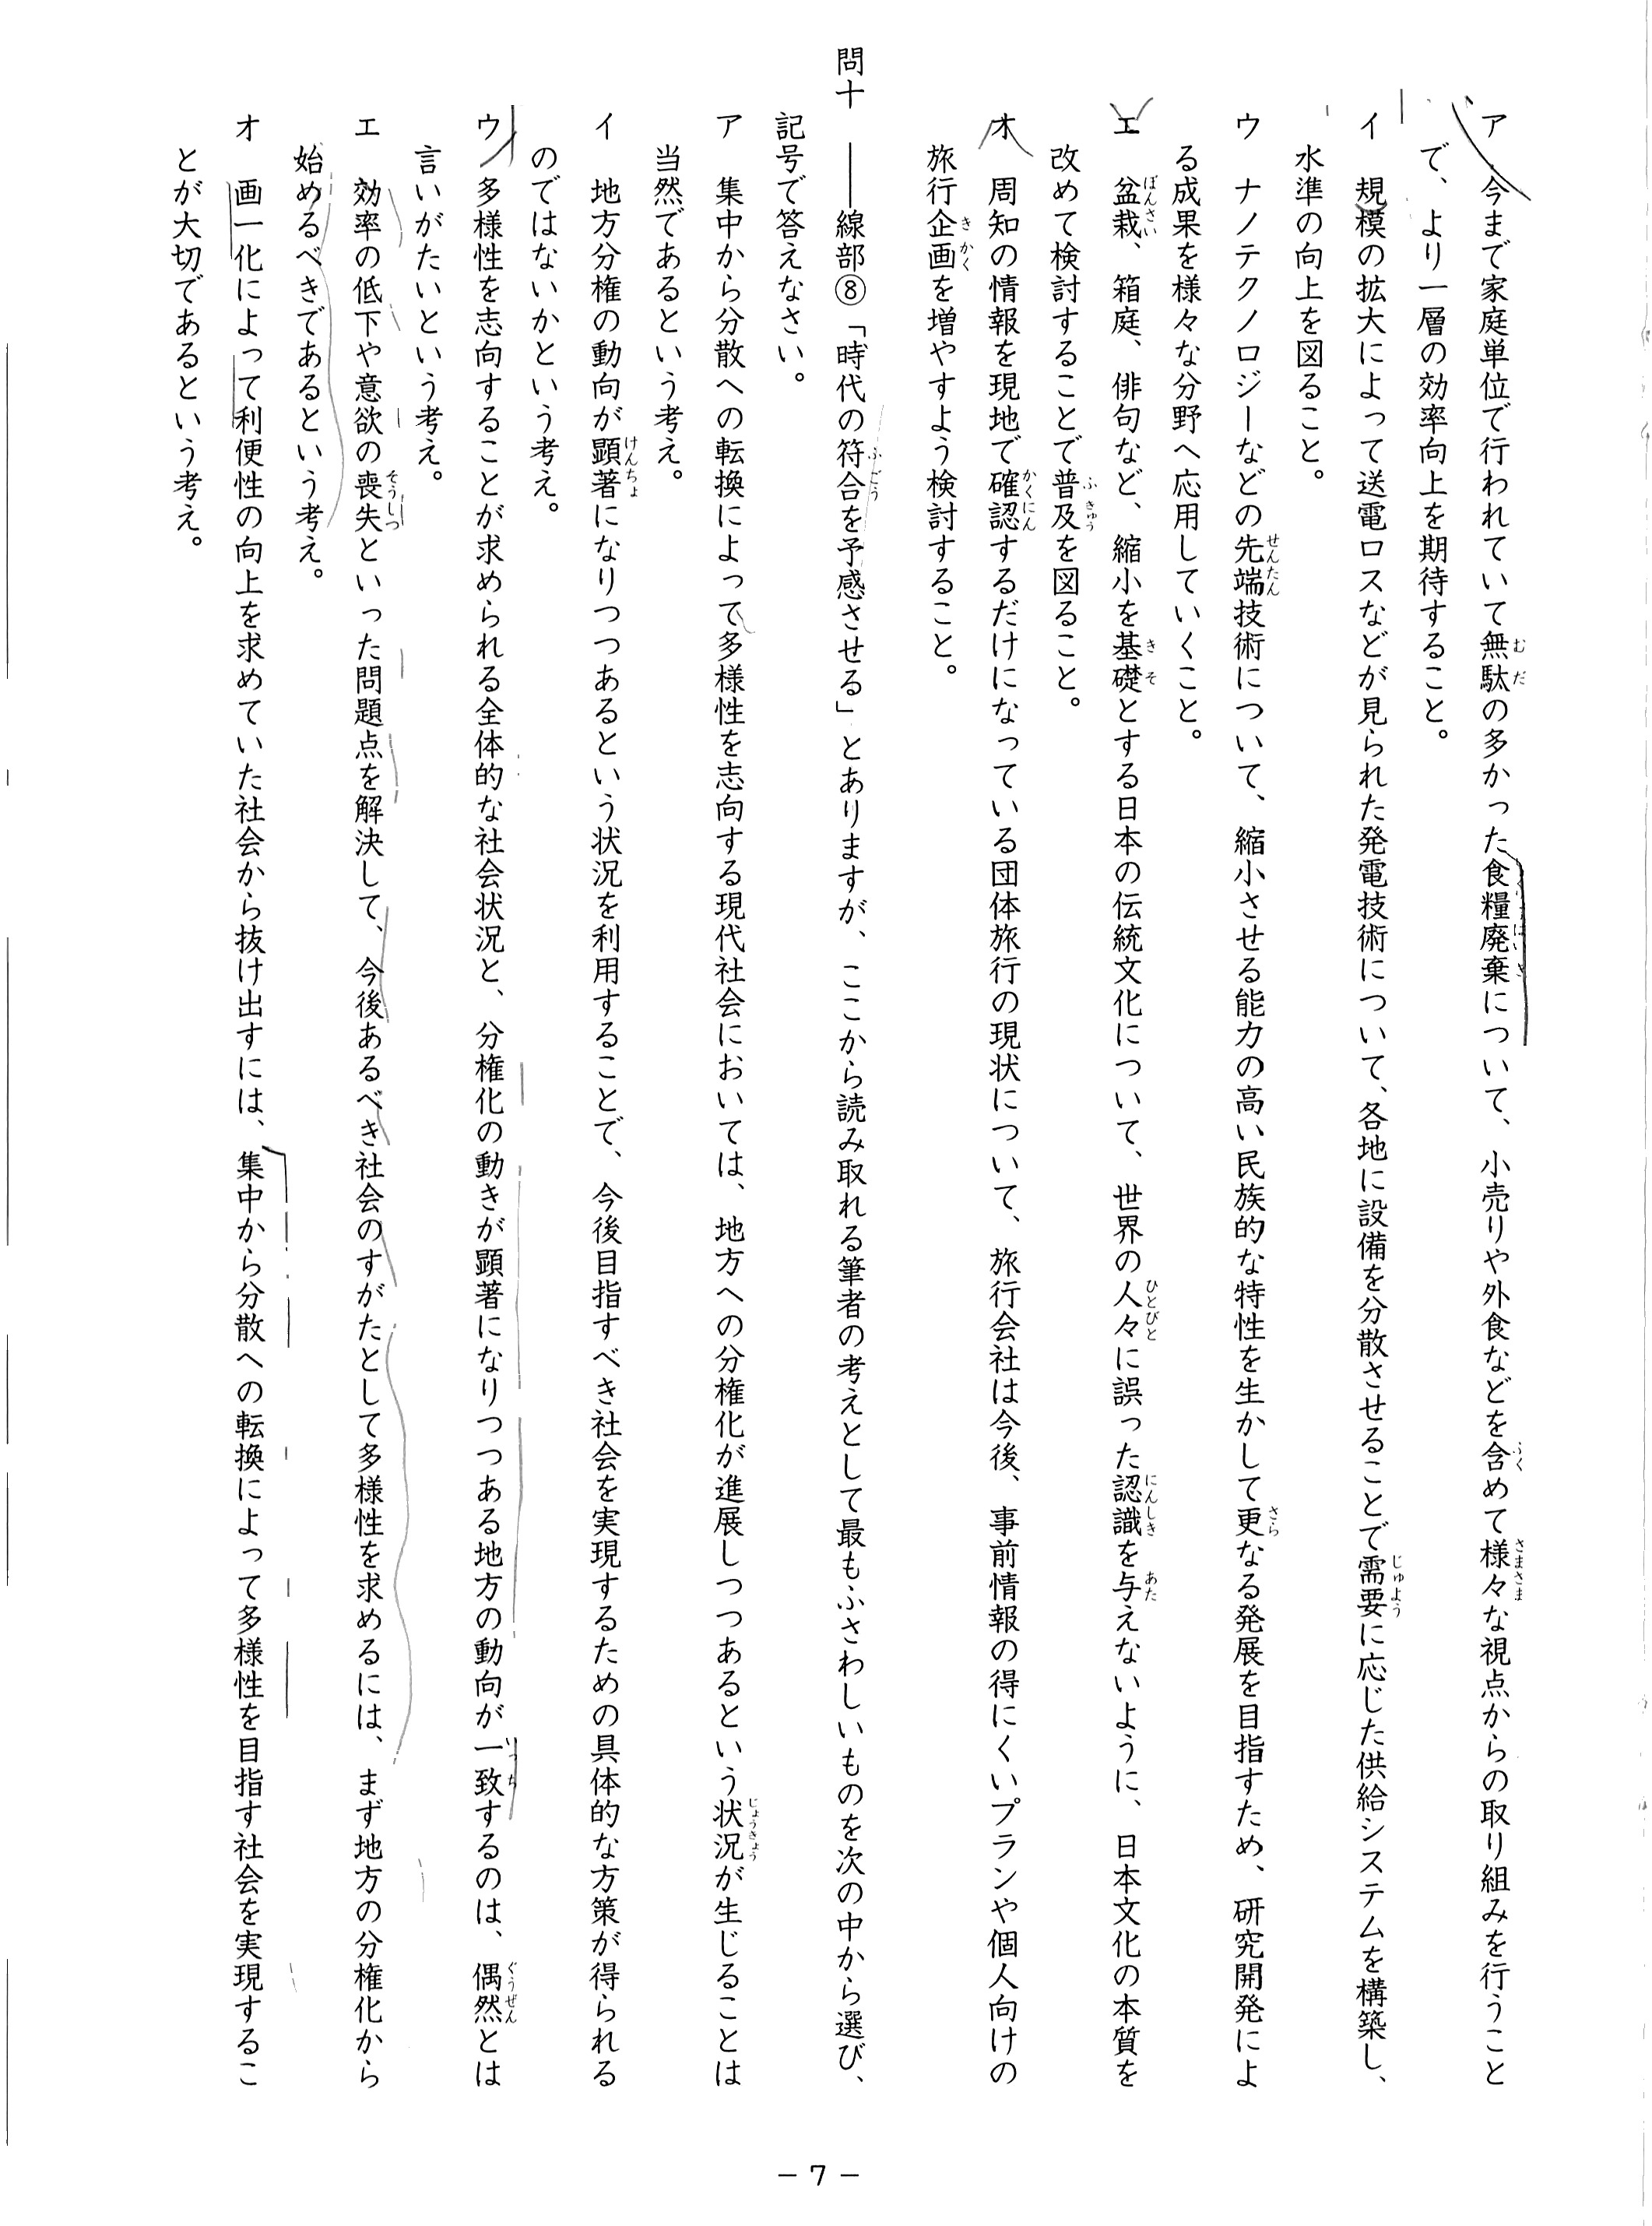 ア　今まで家庭単位で行われていて無駄の多かった食糧廃棄について、小売りや外食などを含めて様々な視点からの取り組みを行うこと
で、より一層の効率向上を期待すること。
イ　規模の拡大によって送電ロスなどが見られた発電技術について、各地に設備を分散させることで需要に応じた供給システムを構築し、
水準の向上を図ること。
ウ　ナノテクノロジーなどの先端技術について、縮小させる能力の高い民族的な特性を生かして更なる発展を目指すため、研究開発によ
る成果を様々な分野へ応用していくこと。
エ　盆栽、箱庭、俳句など、縮小を基礎とする日本の伝統文化について、世界の人々に誤った認識を与えないように、日本文化の本質を
改めて検討することで普及を図ること。
オ　周知の情報を現地で確認するだけになっている団体旅行の現状について、旅行会社は今後、事前情報の得にくいプランや個人向けの
旅行企画を増やすよう検討すること。
問十　――線部⑧「時代の符合を予感させる」とありますが、ここから読み取れる筆者の考えとして最もふさわしいものを次の中から選び、
記号で答えなさい。
ア　集中から分散への転換によって多様性を志向する現代社会においては、地方への分権化が進展しつつあるという状況が生じることは
当然であるという考え。
イ　地方分権の動向が顕著になりつつあるという状況を利用することで、今後目指すべき社会を実現するための具体的な方策が得られる
のではないかという考え。
ウ　多様性を志向することが求められる全体的な社会状況と、分権化の動きが顕著になりつつある地方の動向が一致するのは、偶然とは
言いがたいという考え。
エ　効率の低下や意欲の喪失といった問題点を解決して、今後あるべき社会のすがたとして多様性を求めるには、まず地方の分権化から
始めるべきであるという考え。
オ　画一化によって利便性の向上を求めていた社会から抜け出すには、集中から分散への転換によって多様性を目指す社会を実現するこ
とが大切であるという考え。
－7－